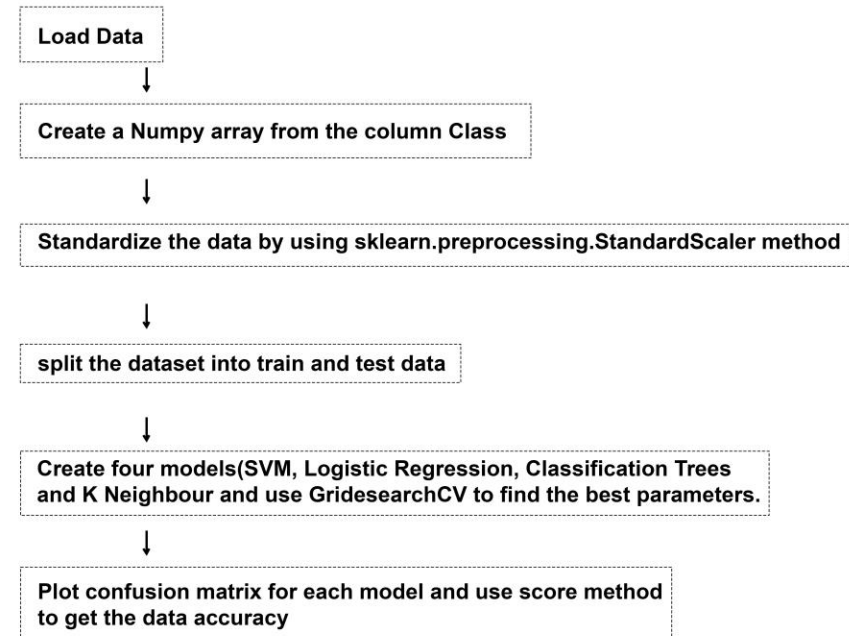 Load Data
Create a Numpy array from the column Class
Standardize the data by using sklearn.preprocessing.StandardScaler method
split the dataset into train and test data
Create four models(SVM, Logistic Regression, Classification Trees
and K Neighbour and use GridesearchCV to find the best parameters.
Plot confusion matrix for each model and use score method
to get the data accuracy